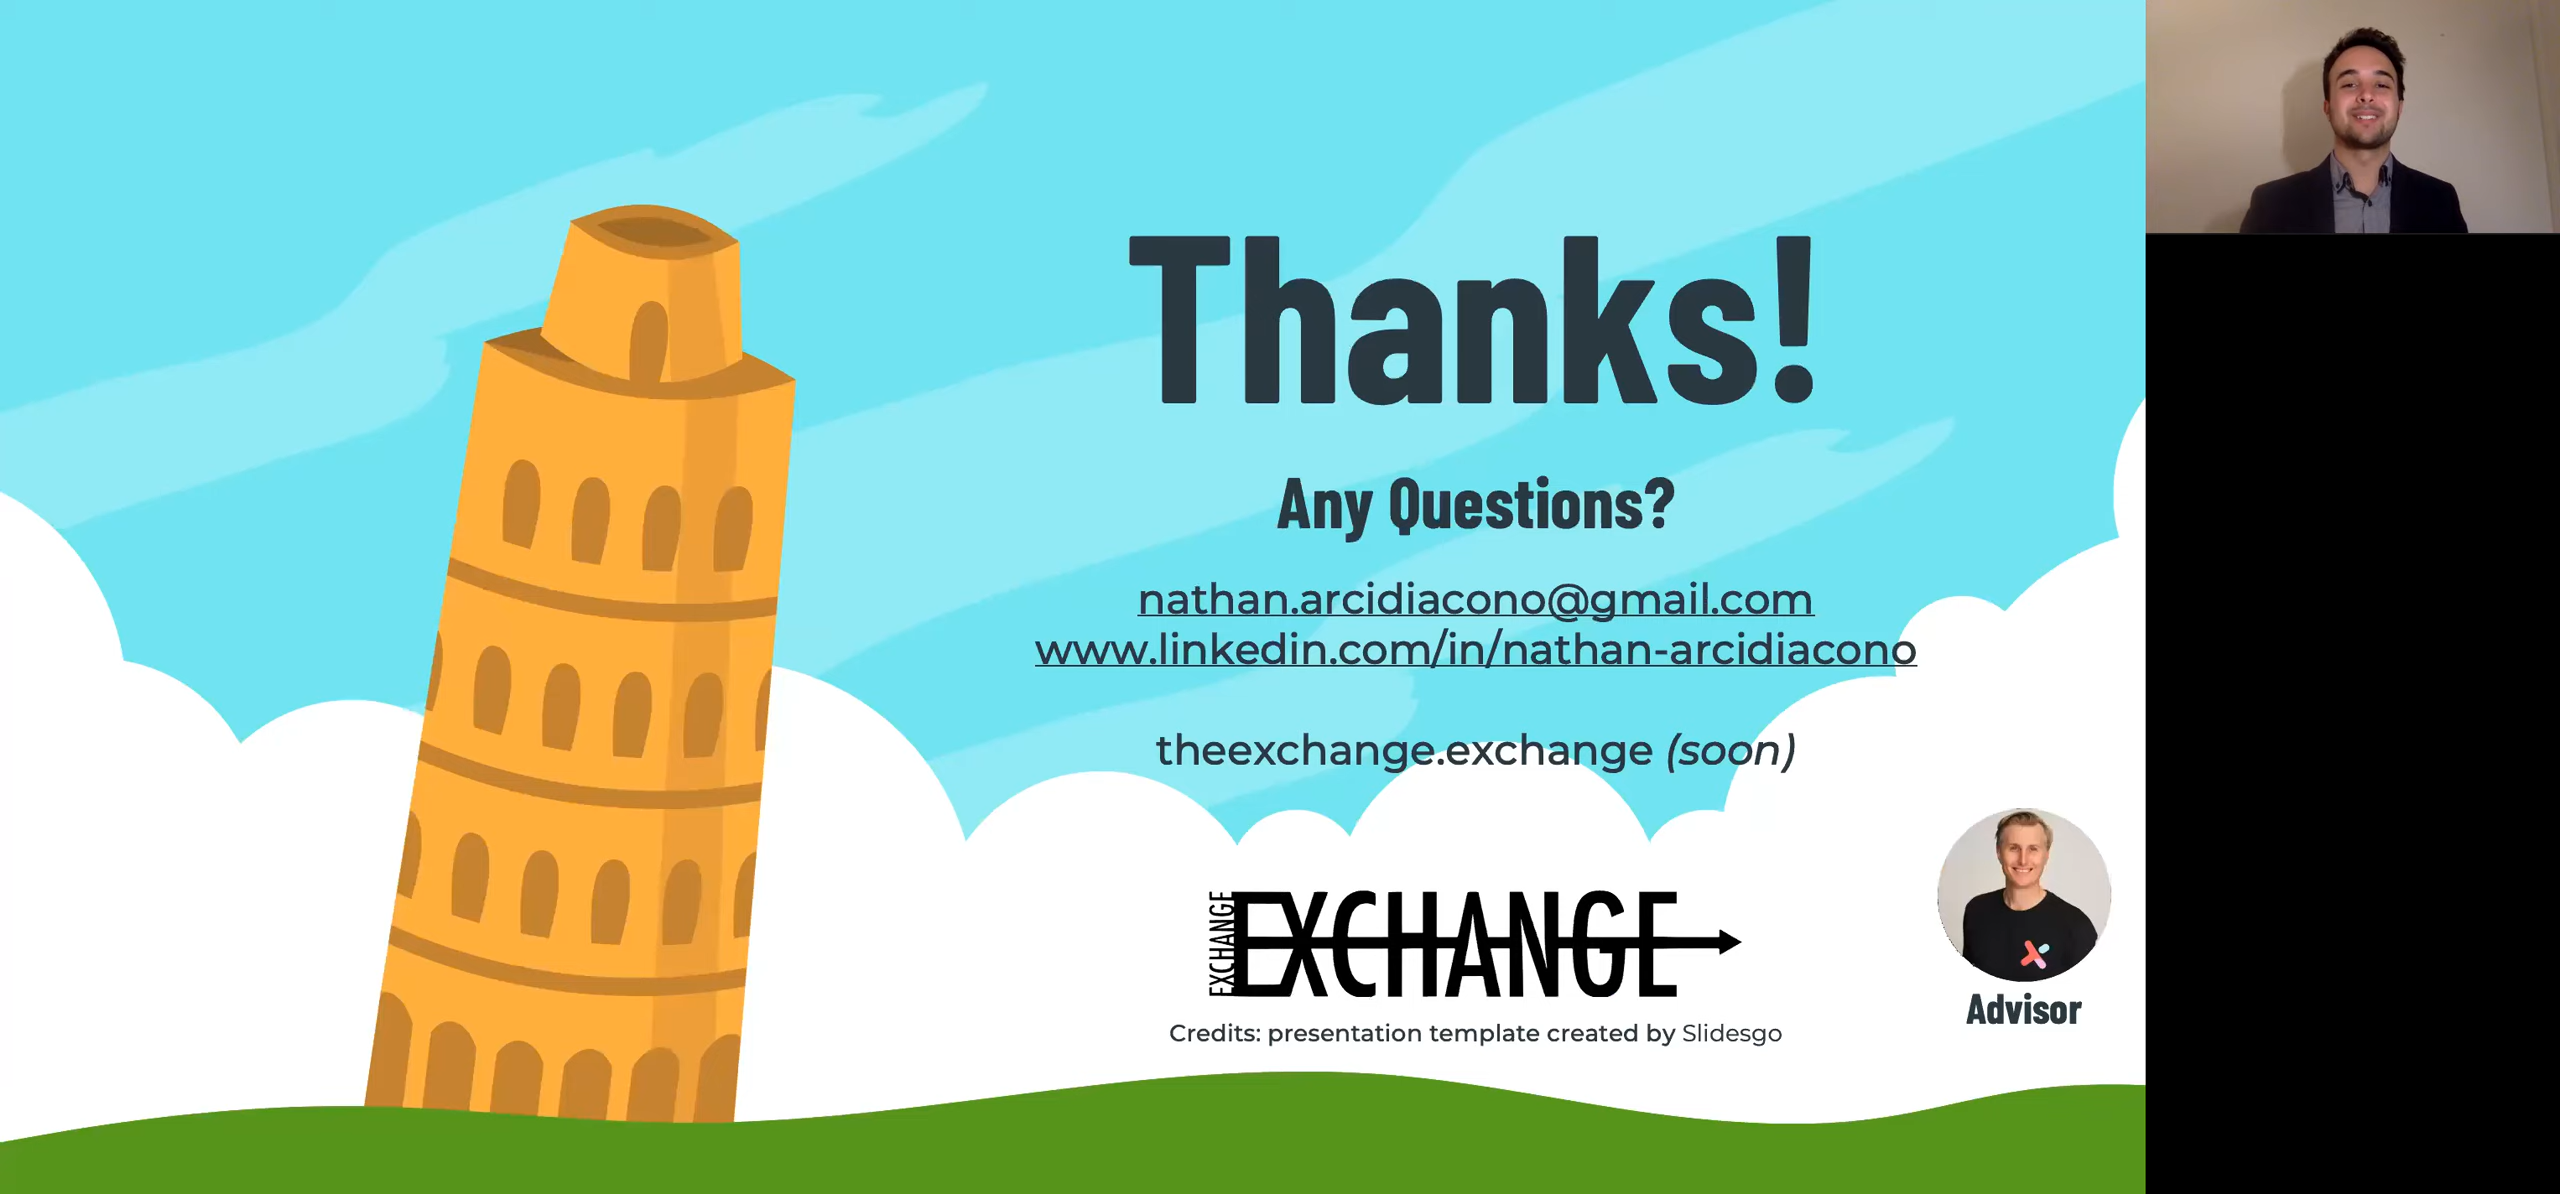 Thanks!
Any Questions?
nathan.arcidiacono@gmail.com
www.linkedin.com/in/nathan-arcidiacono
theexchange.exchange (soon)
EXCHANGE
EXCHANGE
Credits: presentation template created by Slidesgo
Advisor